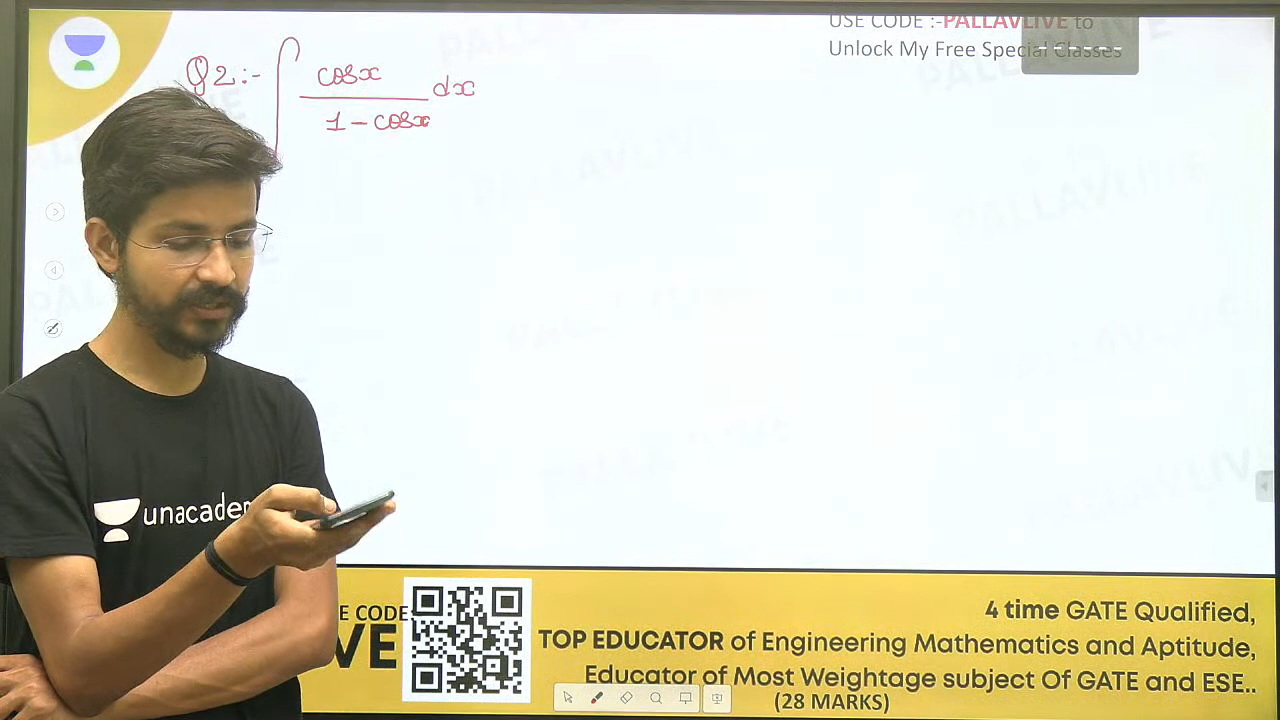 USE CODE :-PALLAVLIVE to
Unlock My Free Special Classes
Q2:- ∫ cosx / 1-cosx dx
unacadem
SE CODE:
IVE
4 time GATE Qualified,
TOP EDUCATOR of Engineering Mathematics and Aptitude,
Educator of Most Weightage subject Of GATE and ESE..
(28 MARKS)